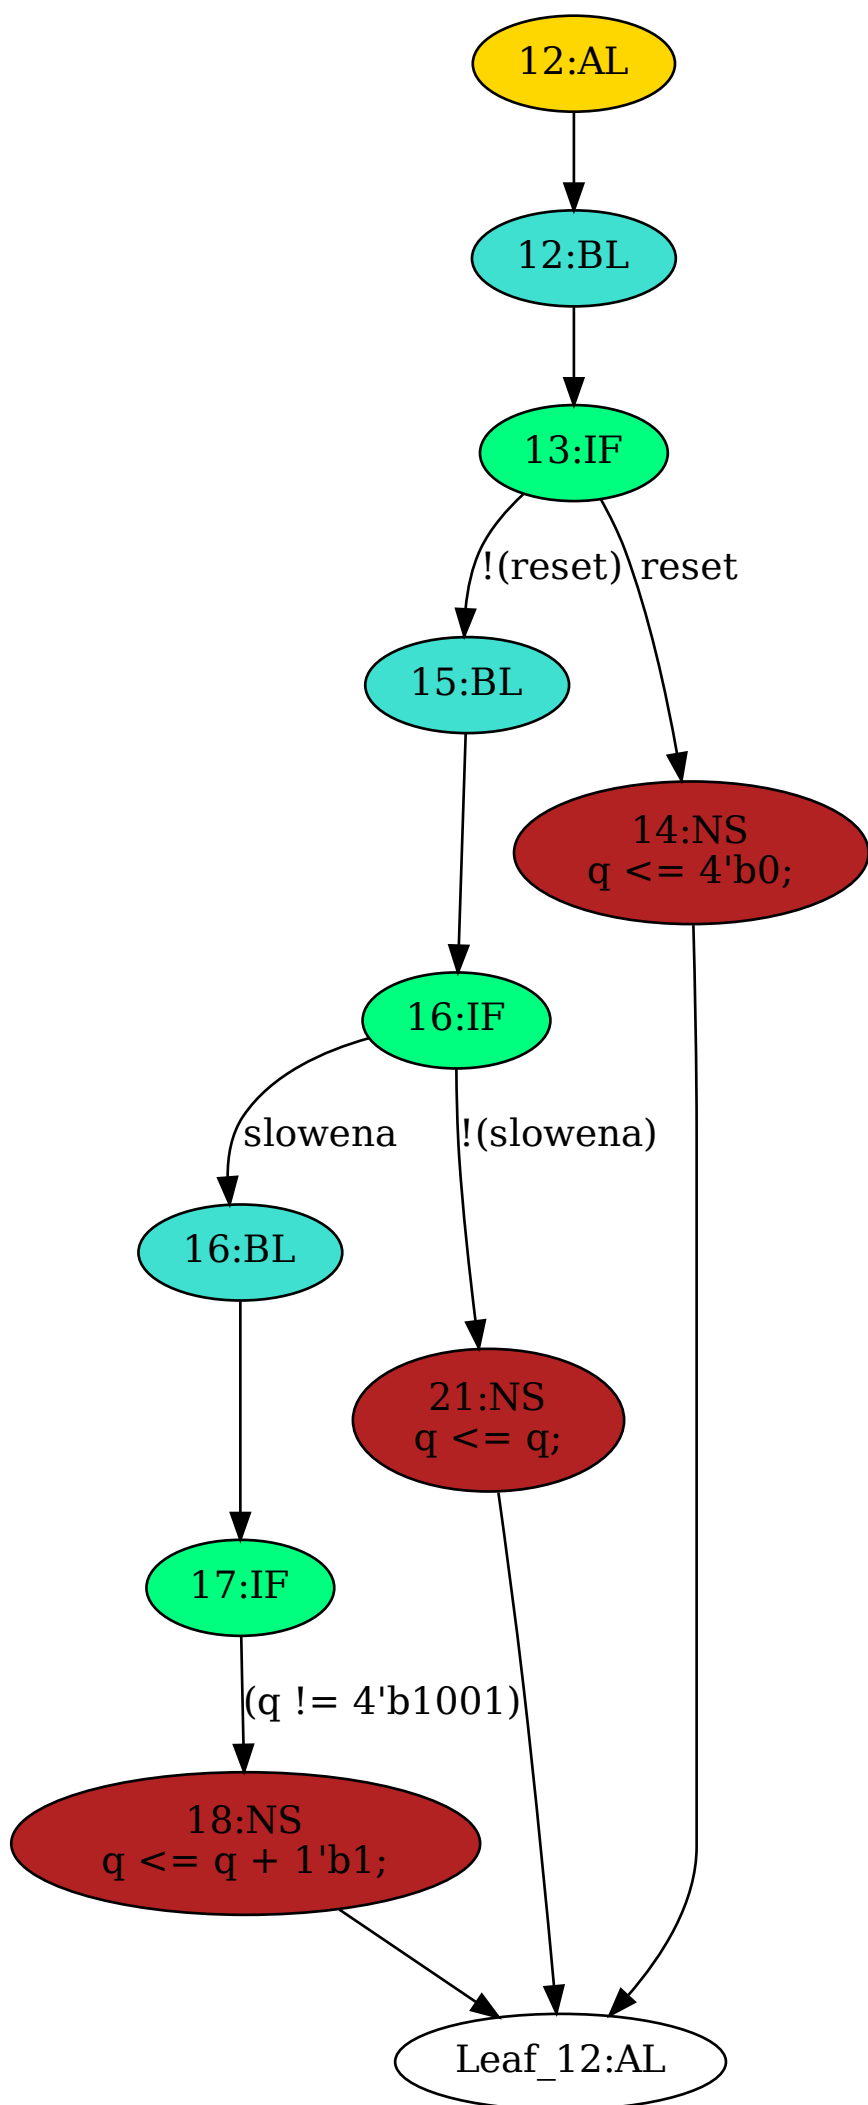 12:AL
12:BL
13:IF
!(reset)
reset
15:BL
14:NS
q <= 4'b0;
16:IF
slowena
!(slowena)
16:BL
21:NS
q <= q;
17:IF
(q != 4'b1001)
18:NS
q <= q + 1'b1;
Leaf_12:AL